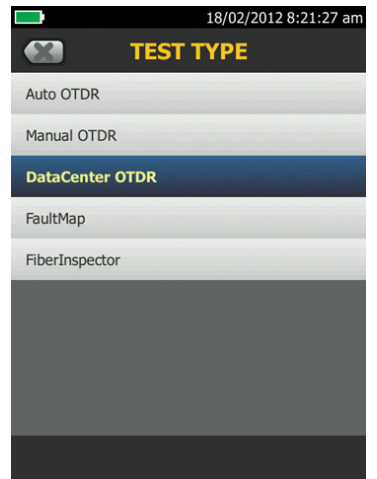 18/02/2012 8:21:27 am
TEST TYPE
Auto OTDR
Manual OTDR
DataCenter OTDR
FaultMap
FiberInspector